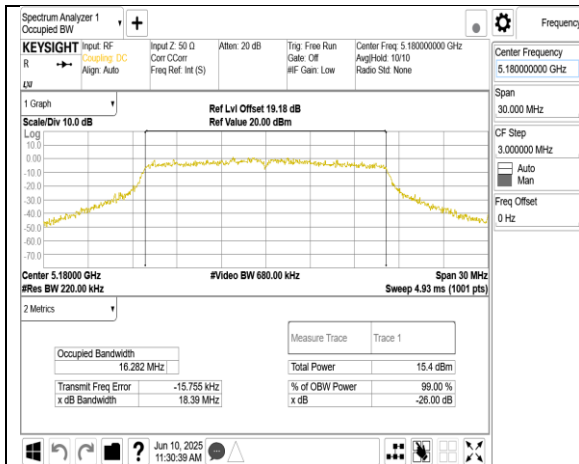 Spectrum Analyzer 1
Occupied BW
Frequency
KEYSIGHT
R
LXI
Input: RF
Coupling: DC
Align: Auto
Input Z: 50 Ω
Corr CCorr
Freq Ref: Int (S)
Atten: 20 dB
Trig: Free Run
Gate: Off
#IF Gain: Low
Center Freq: 5.180000000 GHz
Avg|Hold: 10/10
Radio Std: None
Center Frequency
5.180000000 GHz
Span
30.000 MHz
CF Step
3.000000 MHz
Auto
Man
Freq Offset
0 Hz
1 Graph
Scale/Div 10.0 dB
Ref Lvl Offset 19.18 dB
Ref Value 20.00 dBm
Log
10.0
0.00
-10.0
-20.0
-30.0
-40.0
-50.0
-60.0
-70.0
Center 5.18000 GHz
#Res BW 220.00 kHz
#Video BW 680.00 kHz
Span 30 MHz
Sweep 4.93 ms (1001 pts)
2 Metrics
Measure Trace Trace 1
Occupied Bandwidth
16.282 MHz
Total Power 15.4 dBm
Transmit Freq Error -15.755 kHz
% of OBW Power 99.00 %
x dB Bandwidth 18.39 MHz
x dB -26.00 dB
?
Jun 10, 2025
11:30:39 AM